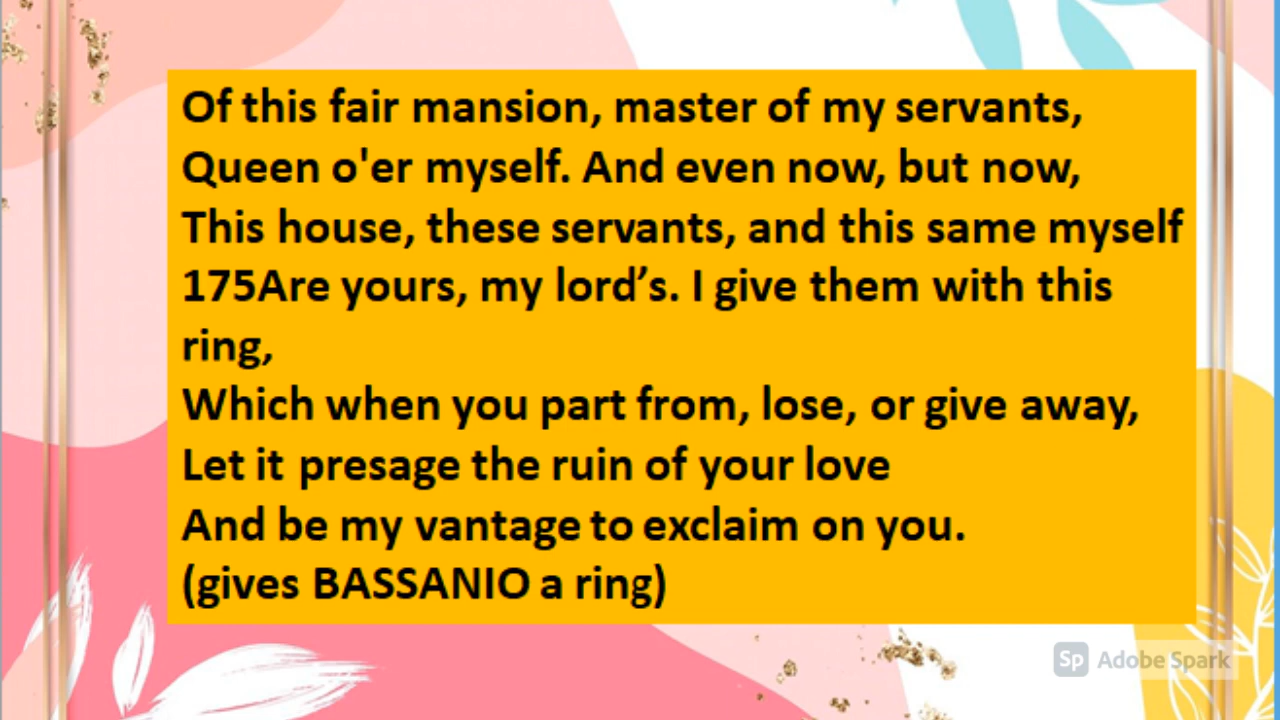 Of this fair mansion, master of my servants,
Queen o'er myself. And even now, but now,
This house, these servants, and this same myself
175Are yours, my lord’s. I give them with this
ring,
Which when you part from, lose, or give away,
Let it presage the ruin of your love
And be my vantage to exclaim on you.
(gives BASSANIO a ring)
Sp Adobe Spark